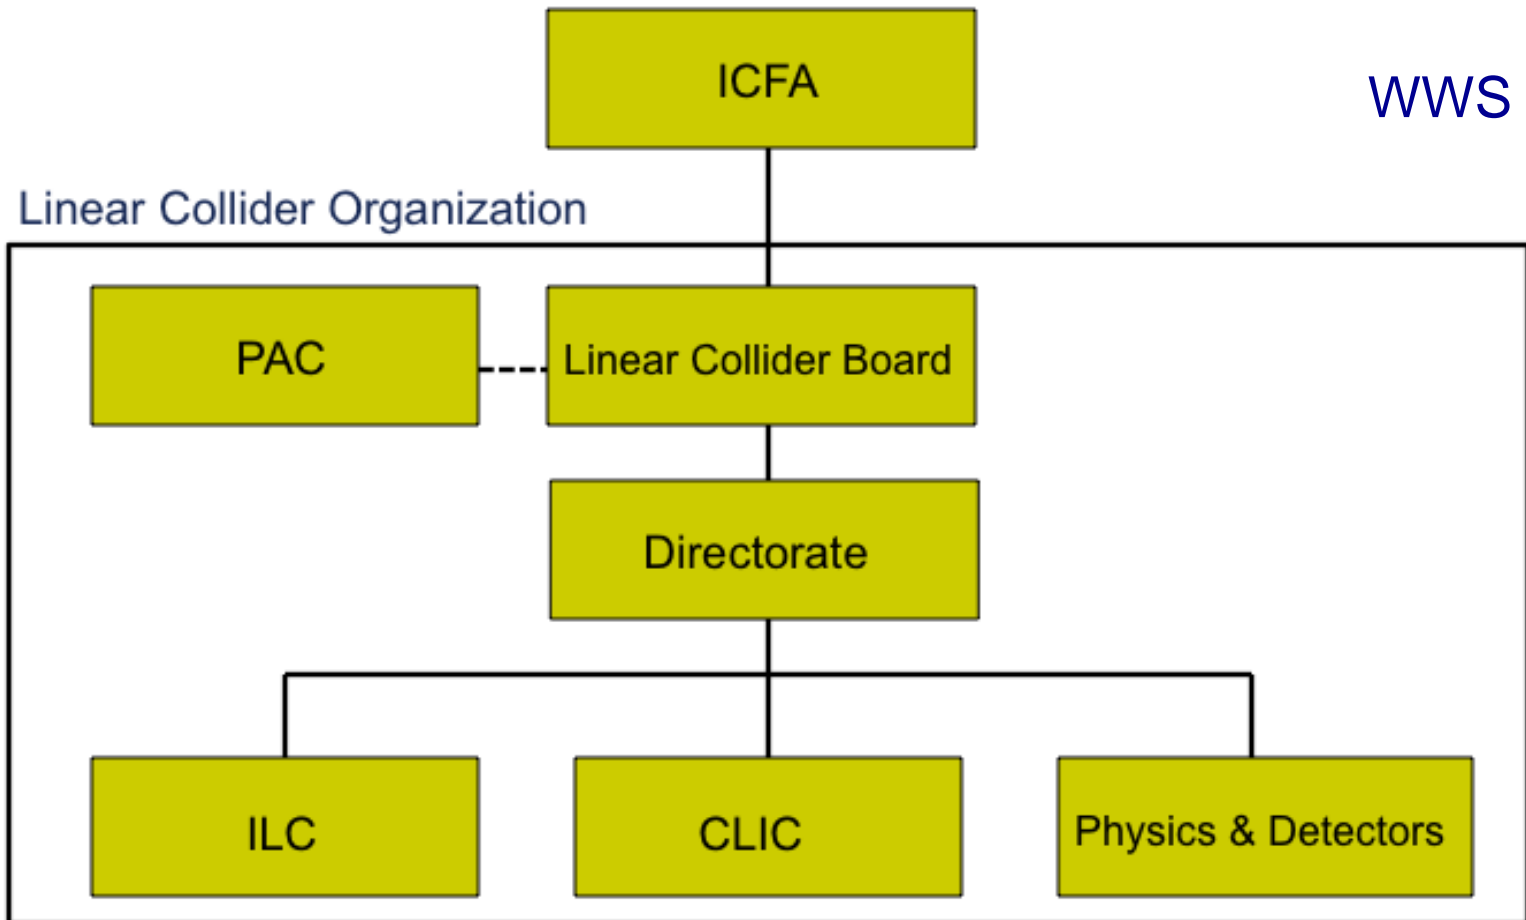 ICFA
WWS
Linear Collider Organization
PAC
Linear Collider Board
Directorate
ILC
CLIC
Physics & Detectors